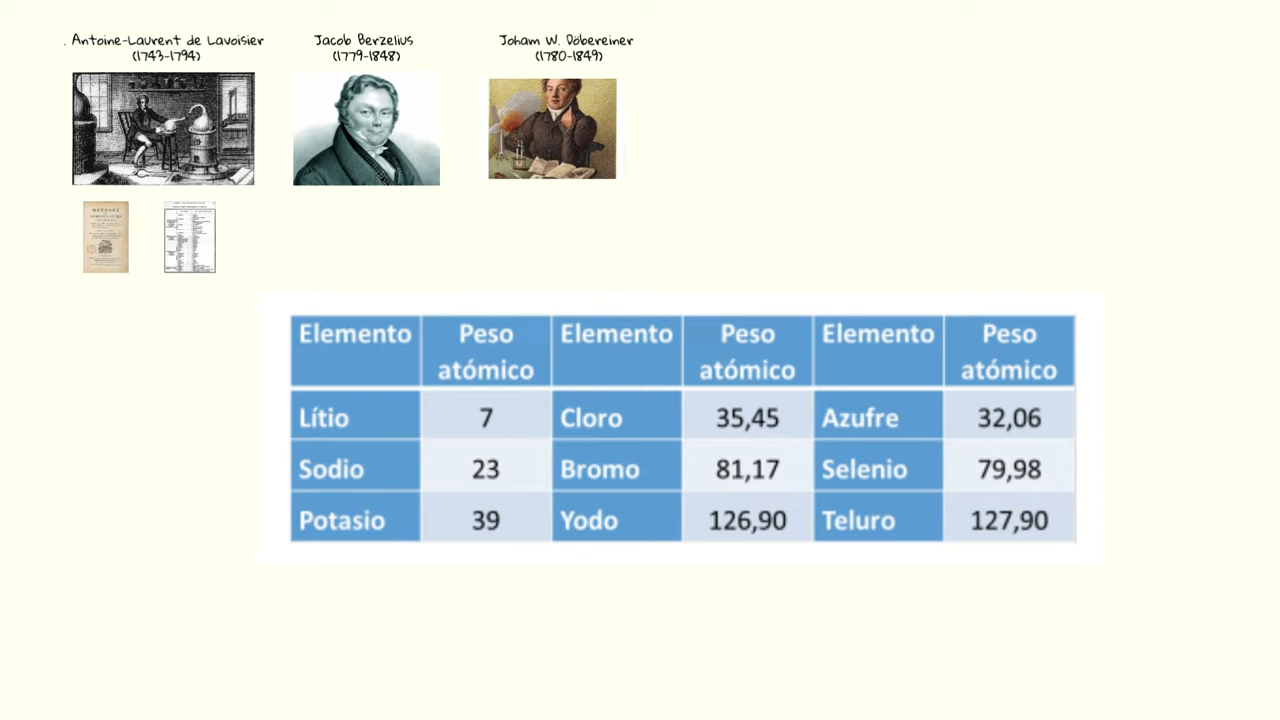 . Antoine-Laurent de Lavoisier
(1743-1794)
Jacob Berzelius
(1779-1848)
Joham W. Döbereiner
(1780-1849)
Elemento Peso atómico Elemento Peso atómico Elemento Peso atómico
Lítio 7 Cloro 35,45 Azufre 32,06
Sodio 23 Bromo 81,17 Selenio 79,98
Potasio 39 Yodo 126,90 Teluro 127,90